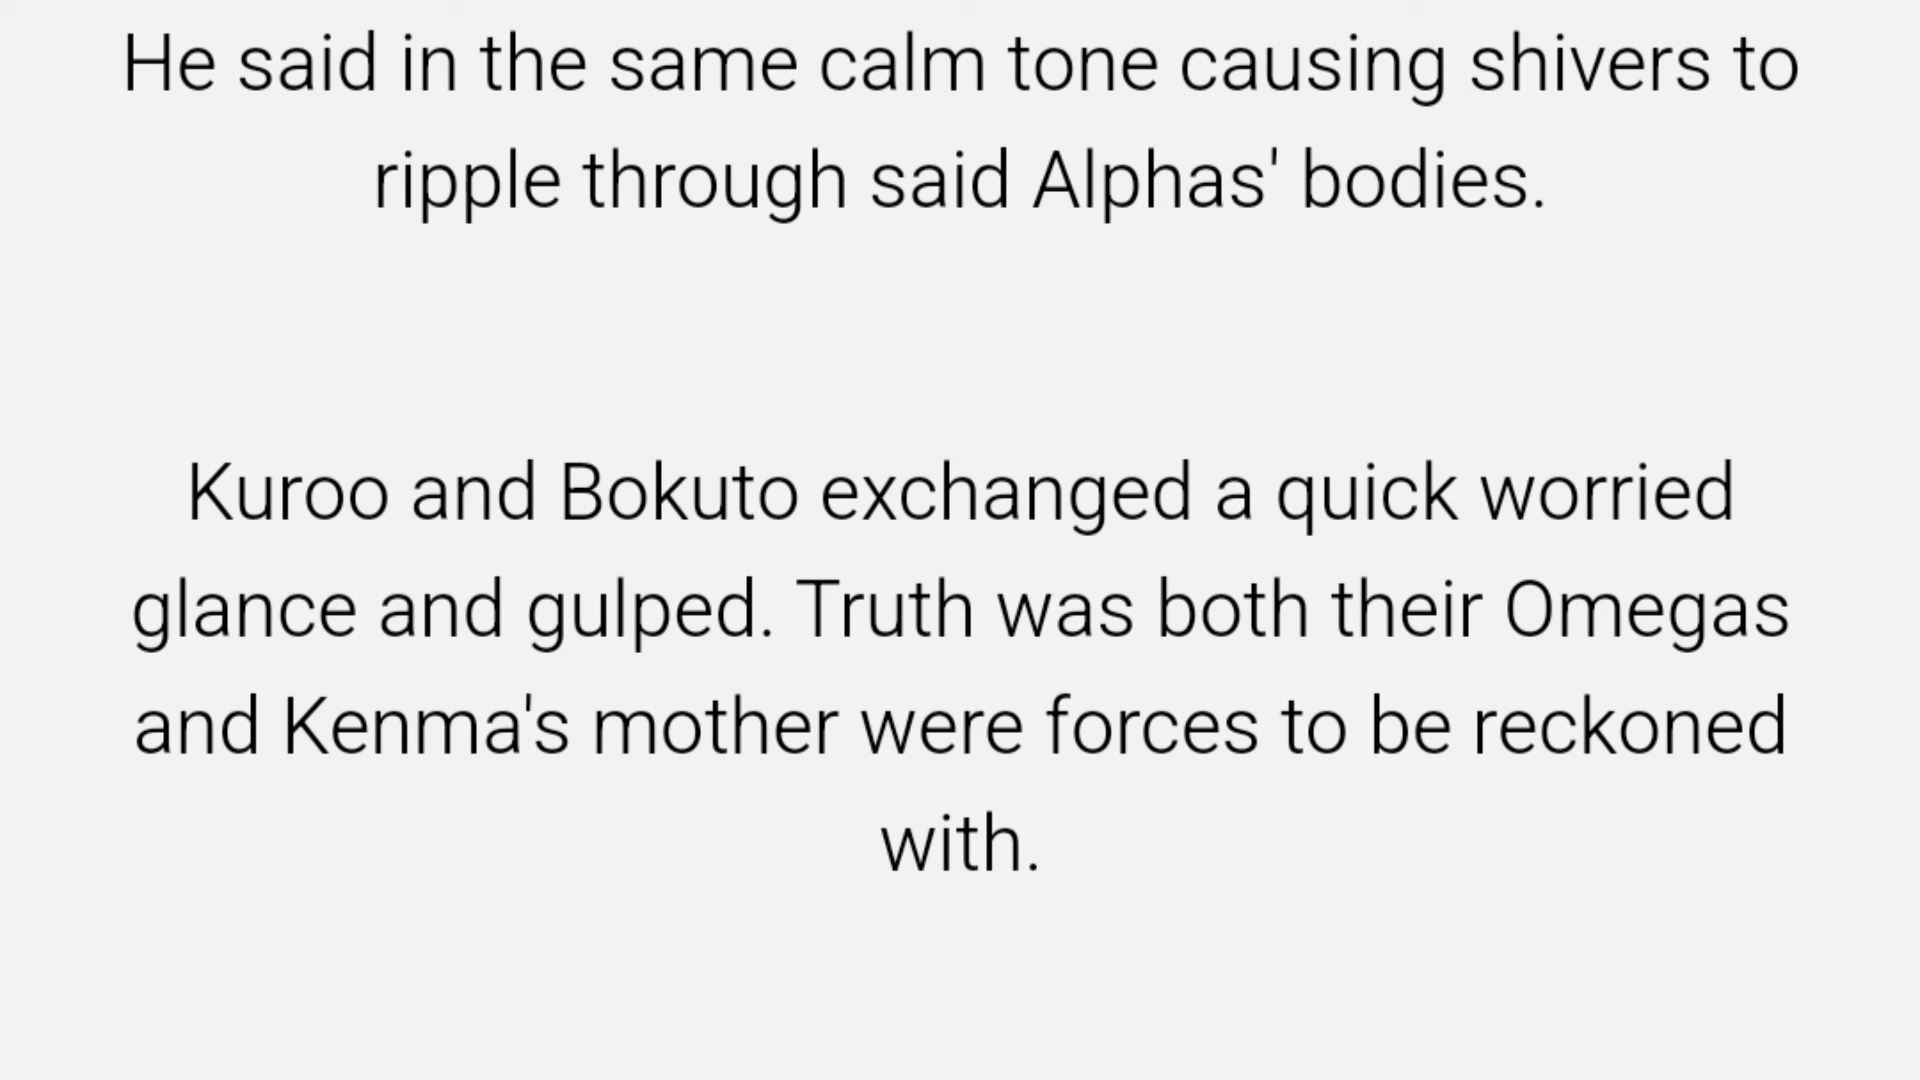 He said in the same calm tone causing shivers to
ripple through said Alphas' bodies.
Kuroo and Bokuto exchanged a quick worried
glance and gulped. Truth was both their Omegas
and Kenma's mother were forces to be reckoned
with.